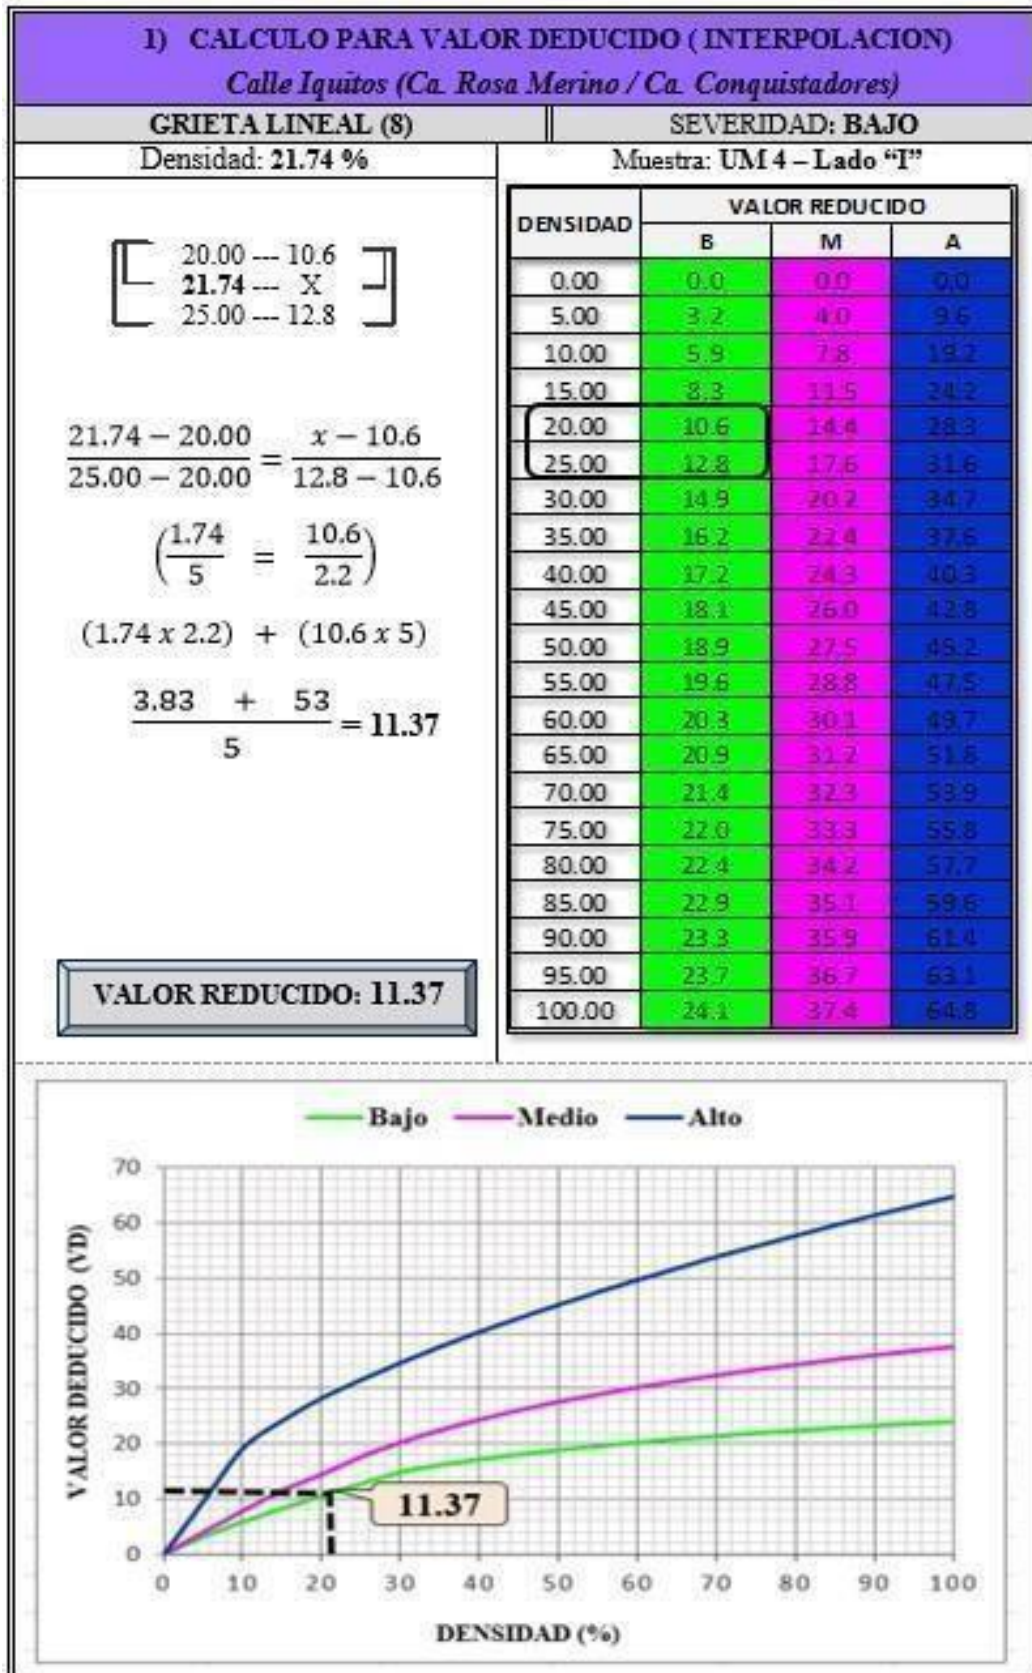 1) CALCULO PARA VALOR DEDUCIDO ( INTERPOLACION)
Calle Iquitos (Ca. Rosa Merino / Ca. Conquistadores)
GRIETA LINEAL (8)
SEVERIDAD: BAJO
Densidad: 21.74 %
Muestra: UM 4 – Lado “I”
20.00 --- 10.6
21.74 --- X
25.00 --- 12.8
21.74 − 20.00 / 25.00 − 20.00 = x − 10.6 / 12.8 − 10.6
(1.74 / 5 = 10.6 / 2.2)
(1.74 x 2.2) + (10.6 x 5)
3.83 + 53 / 5 = 11.37
VALOR REDUCIDO: 11.37
DENSIDAD VALOR REDUCIDO
B M A
0.00 0.0 0.0 0.0
5.00 3.2 4.0 9.6
10.00 5.9 7.8 19.2
15.00 8.3 11.5 24.2
20.00 10.6 14.4 28.3
25.00 12.8 17.6 31.6
30.00 14.9 20.2 34.7
35.00 16.2 22.4 37.6
40.00 17.2 24.3 40.3
45.00 18.1 26.0 42.8
50.00 18.9 27.5 45.2
55.00 19.6 28.8 47.5
60.00 20.3 30.1 49.7
65.00 20.9 31.2 51.8
70.00 21.4 32.3 53.9
75.00 22.0 33.3 55.8
80.00 22.4 34.2 57.7
85.00 22.9 35.1 59.6
90.00 23.3 35.9 61.4
95.00 23.7 36.7 63.1
100.00 24.1 37.4 64.8
Bajo Medio Alto
VALOR DEDUCIDO (VD)
70
60
50
40
30
20
10
0
11.37
0 10 20 30 40 50 60 70 80 90 100
DENSIDAD (%)